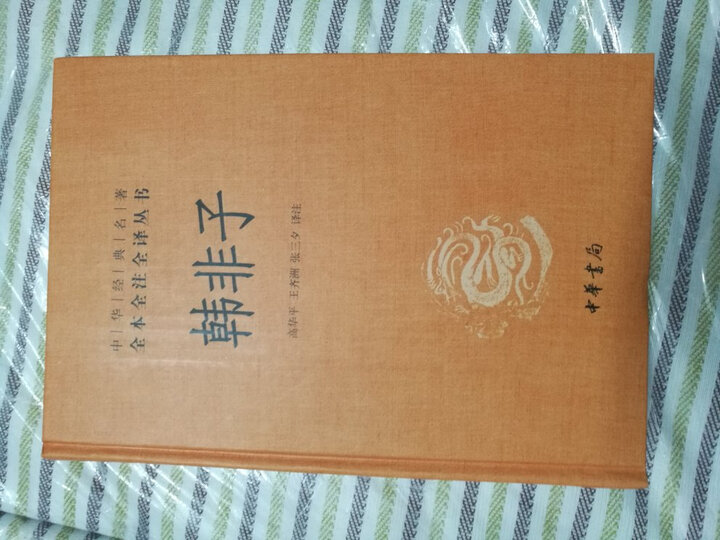 中|华|经|典|名|著
全本全注全译丛书
韩非子
高华平 王齐洲 张三夕 译注
中华书局